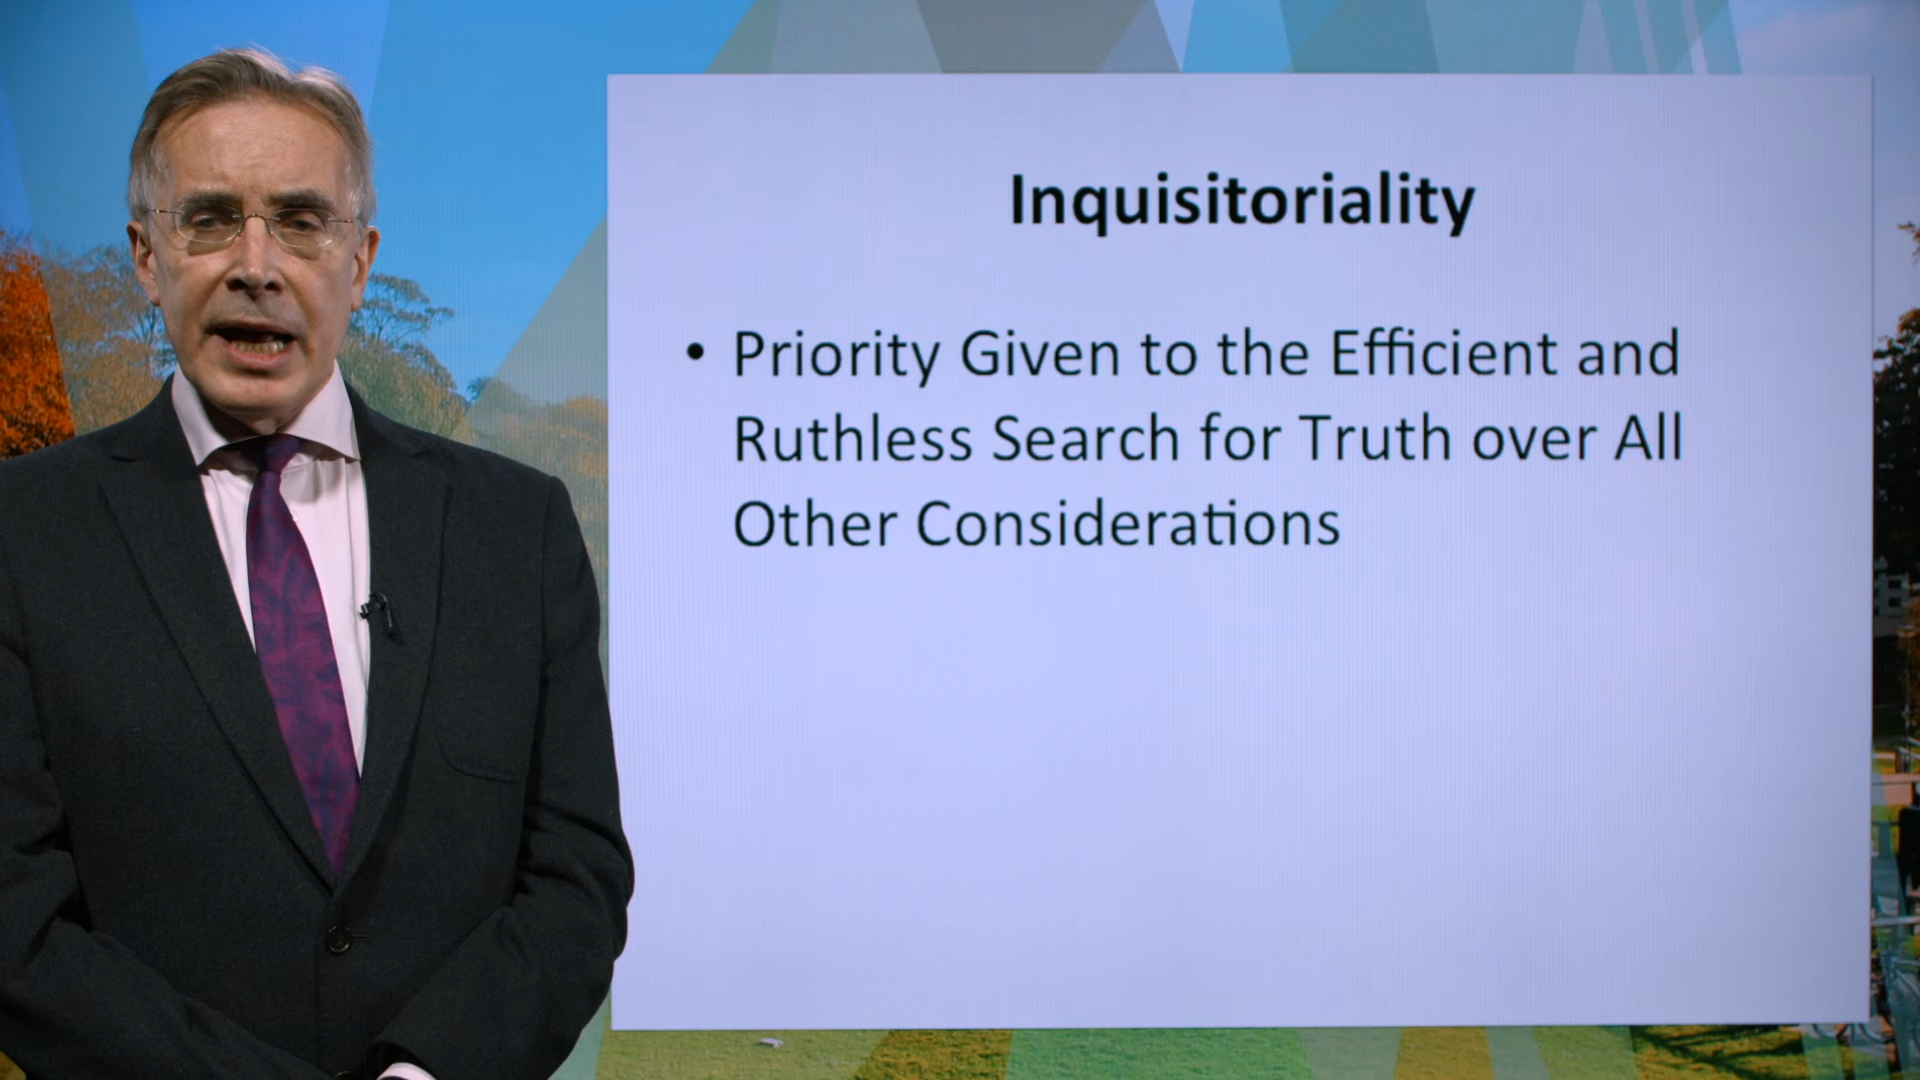 Inquisitoriality
• Priority Given to the Efficient and
Ruthless Search for Truth over All
Other Considerations